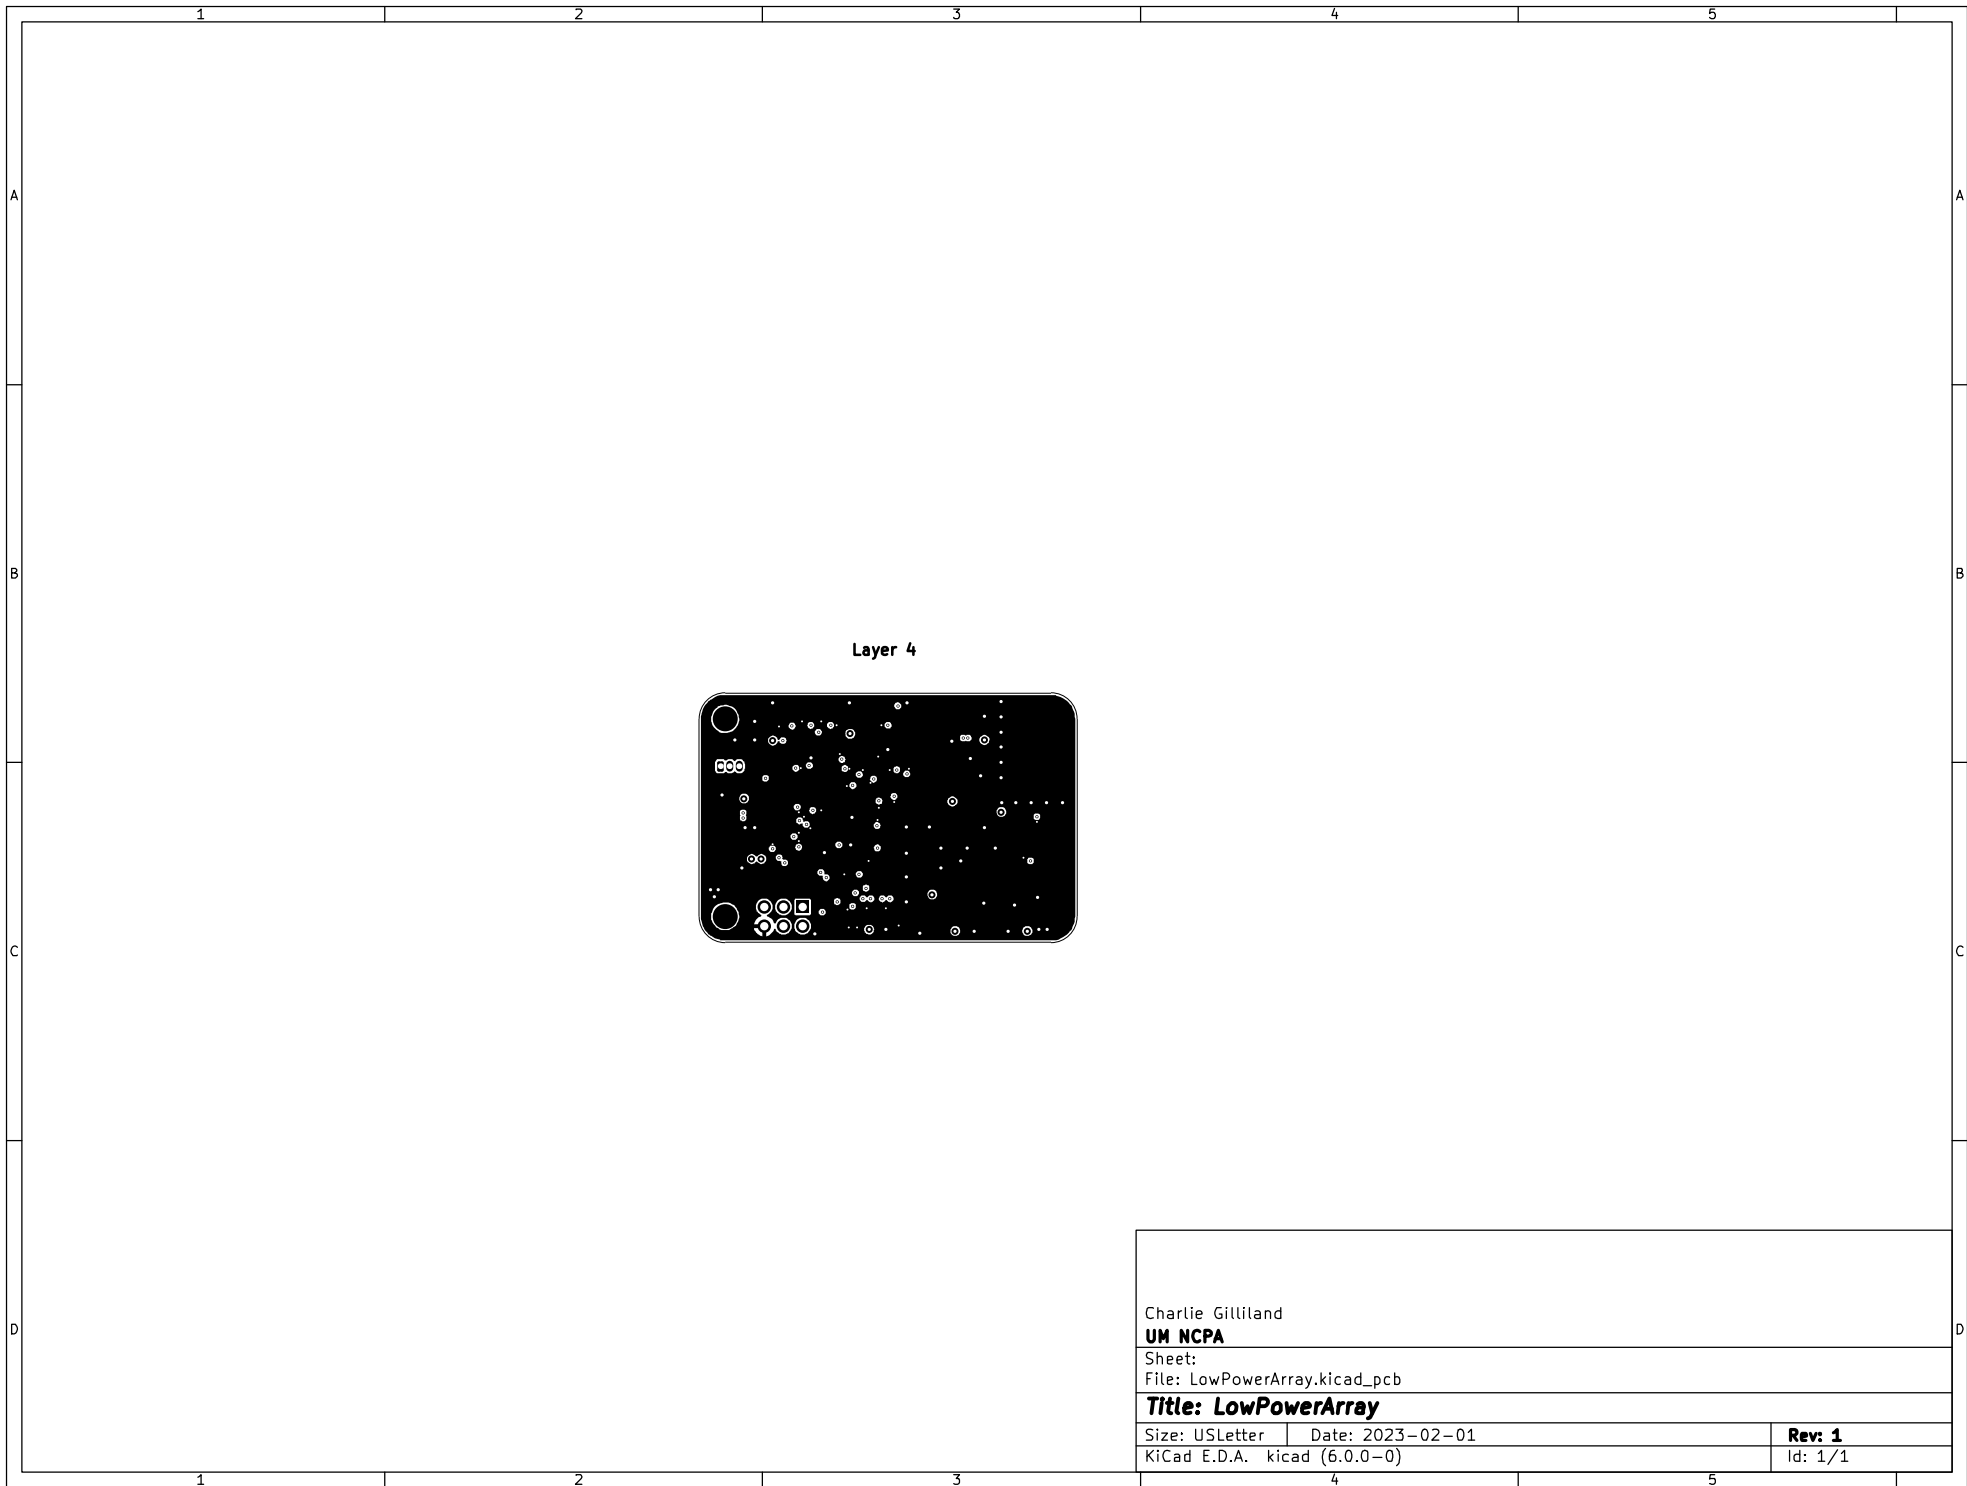 1 2 3 4 5
A A
B B
Layer 4
C C
Charlie Gilliland
D D
UM NCPA
Sheet:
File: LowPowerArray.kicad_pcb
Title: LowPowerArray
Size: USLetter Date: 2023-02-01 Rev: 1
KiCad E.D.A. kicad (6.0.0-0) Id: 1/1
1 2 3 4 5